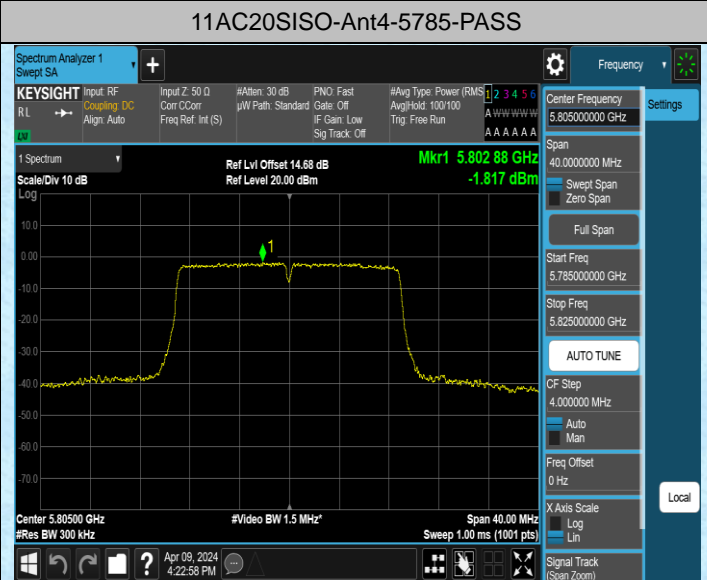 11AC20SISO-Ant4-5785-PASS
Spectrum Analyzer 1
Swept SA
Frequency
KEYSIGHT
RL
LXI
Input: RF
Coupling: DC
Align: Auto
Input Z: 50 Ω
Corr CCorr
Freq Ref: Int (S)
#Atten: 30 dB
µW Path: Standard
PNO: Fast
Gate: Off
IF Gain: Low
Sig Track: Off
#Avg Type: Power (RMS
Avg|Hold: 100/100
Trig: Free Run
1 2 3 4 5 6
A W W W W W
A A A A A A
1 Spectrum
Scale/Div 10 dB
Log
Ref Lvl Offset 14.68 dB
Ref Level 20.00 dBm
Mkr1 5.802 88 GHz
-1.817 dBm
10.0
0.00
-10.0
-20.0
-30.0
-40.0
-50.0
-60.0
-70.0
1
Center 5.80500 GHz
#Res BW 300 kHz
#Video BW 1.5 MHz*
Span 40.00 MHz
Sweep 1.00 ms (1001 pts)
Apr 09, 2024
4:22:58 PM
Center Frequency
5.805000000 GHz
Span
40.0000000 MHz
Swept Span
Zero Span
Full Span
Start Freq
5.785000000 GHz
Stop Freq
5.825000000 GHz
AUTO TUNE
CF Step
4.000000 MHz
Auto
Man
Freq Offset
0 Hz
X Axis Scale
Log
Lin
Signal Track
(Span Zoom)
Settings
Local